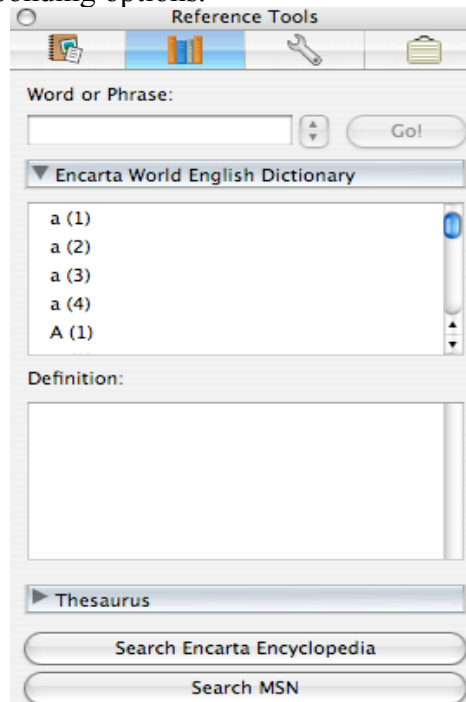 options.
Reference Tools
Word or Phrase:
Go!
Encarta World English Dictionary
a (1)
a (2)
a (3)
a (4)
A (1)
Definition:
Thesaurus
Search Encarta Encyclopedia
Search MSN